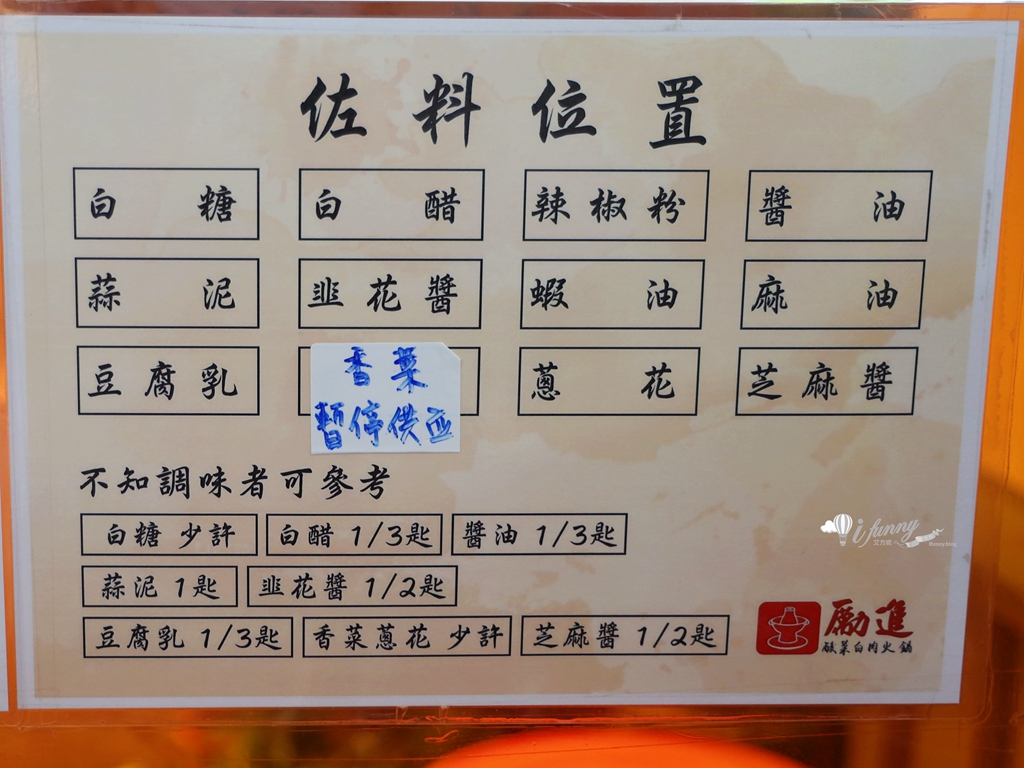 佐料位置
白糖 白醋 辣椒粉 醬油
蒜泥 韭花醬 蝦油 麻油
豆腐乳 香菜 蔥花 芝麻醬
暫停供应
不知調味者可參考
白糖 少許 白醋 1/3匙 醬油 1/3匙
蒜泥 1匙 韭花醬 1/2匙
豆腐乳 1/3匙 香菜蔥花 少許 芝麻醬 1/2匙
ifunny
艾方妮
勵進
酸菜白肉火鍋